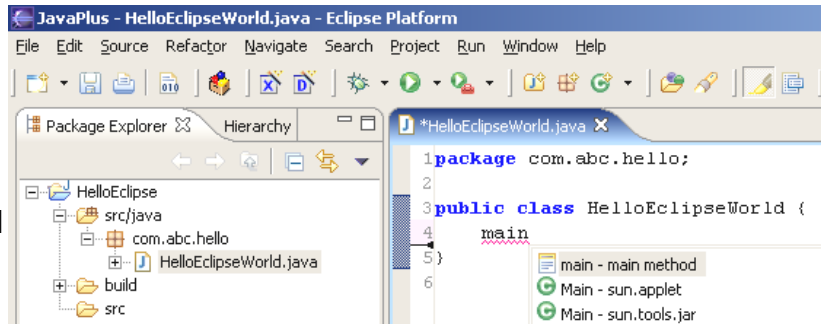 JavaPlus - HelloEclipseWorld.java - Eclipse Platform
File Edit Source Refactor Navigate Search Project Run Window Help
010
Package Explorer Hierarchy
*HelloEclipseWorld.java
HelloEclipse
src/java
com.abc.hello
HelloEclipseWorld.java
build
src
1 package com.abc.hello;
2
3 public class HelloEclipseWorld {
4 main
5 }
6
main - main method
Main - sun.applet
Main - sun.tools.jar